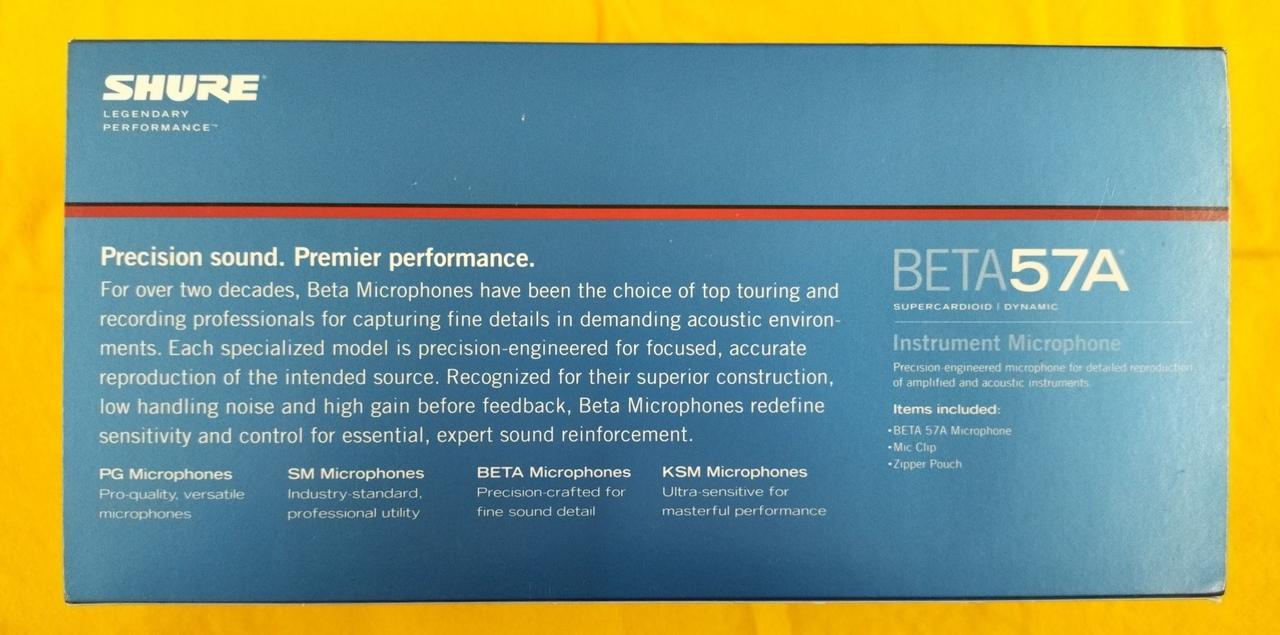 SHURE®
LEGENDARY
PERFORMANCE™
Precision sound. Premier performance.
For over two decades, Beta Microphones have been the choice of top touring and
recording professionals for capturing fine details in demanding acoustic environ-
ments. Each specialized model is precision-engineered for focused, accurate
reproduction of the intended source. Recognized for their superior construction,
low handling noise and high gain before feedback, Beta Microphones redefine
sensitivity and control for essential, expert sound reinforcement.
PG Microphones
Pro-quality, versatile
microphones
SM Microphones
Industry-standard,
professional utility
BETA Microphones
Precision-crafted for
fine sound detail
KSM Microphones
Ultra-sensitive for
masterful performance
BETA57A®
SUPERCARDIOID | DYNAMIC
Instrument Microphone
Precision-engineered microphone for detailed reproduction
of amplified and acoustic instruments.
Items included:
•BETA 57A Microphone
•Mic Clip
•Zipper Pouch